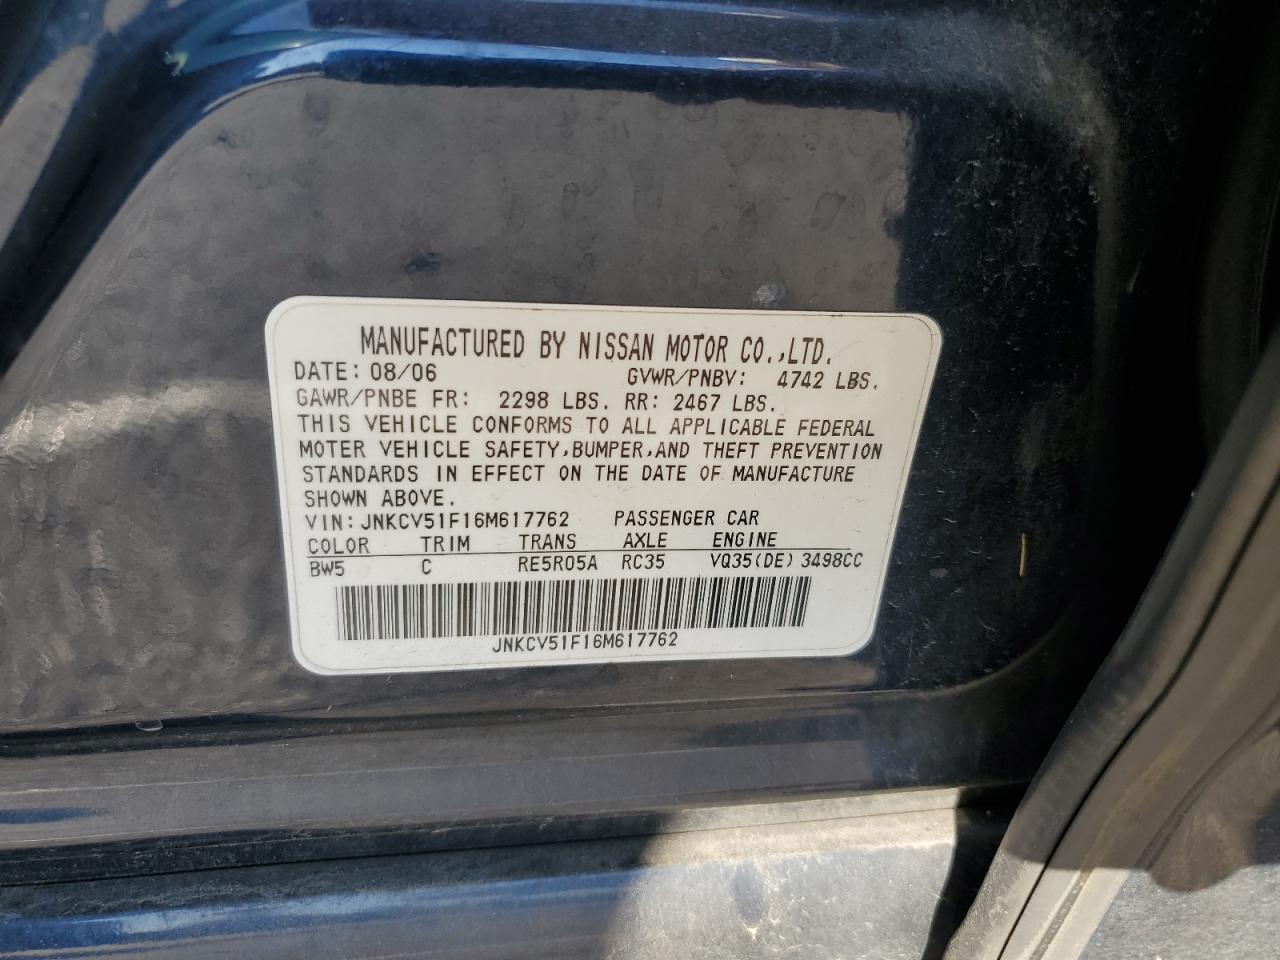 MANUFACTURED BY NISSAN MOTOR CO.,LTD.
DATE: 08/06 GVWR/PNBV: 4742 LBS.
GAWR/PNBE FR: 2298 LBS. RR: 2467 LBS.
THIS VEHICLE CONFORMS TO ALL APPLICABLE FEDERAL
MOTER VEHICLE SAFETY,BUMPER,AND THEFT PREVENTION
STANDARDS IN EFFECT ON THE DATE OF MANUFACTURE
SHOWN ABOVE.
VIN:JNKCV51F16M617762 PASSENGER CAR
COLOR TRIM TRANS AXLE ENGINE
BW5 C RE5R05A RC35 VQ35(DE)3498CC
JNKCV51F16M617762